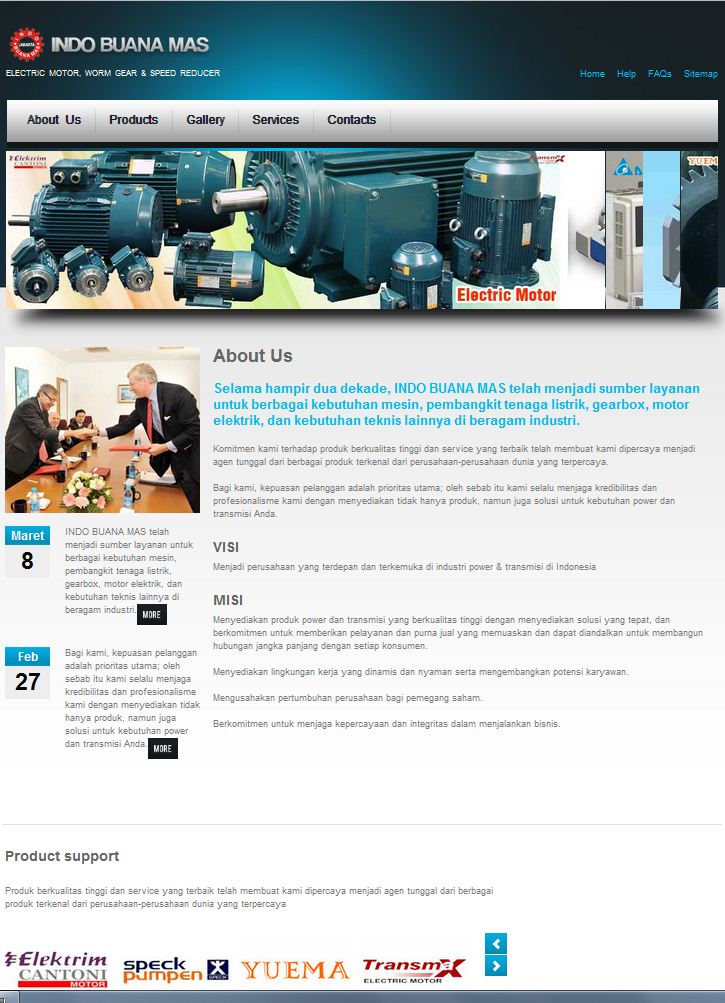 INDO BUANA MAS
JAKARTA
INDO BUANA MAS
ELECTRIC MOTOR, WORM GEAR & SPEED REDUCER
Home Help FAQs Sitemap
About Us Products Gallery Services Contacts
Elektrim
CANTONI
MOTOR
TransmaX
YUEM
Electric Motor
About Us
Selama hampir dua dekade, INDO BUANA MAS telah menjadi sumber layanan
untuk berbagai kebutuhan mesin, pembangkit tenaga listrik, gearbox, motor
elektrik, dan kebutuhan teknis lainnya di beragam industri.
Komitmen kami terhadap produk berkualitas tinggi dan service yang terbaik telah membuat kami dipercaya menjadi
agen tunggal dari berbagai produk terkenal dari perusahaan-perusahaan dunia yang terpercaya.
Bagi kami, kepuasan pelanggan adalah prioritas utama; oleh sebab itu kami selalu menjaga kredibilitas dan
profesionalisme kami dengan menyediakan tidak hanya produk, namun juga solusi untuk kebutuhan power dan
transmisi Anda.
VISI
Menjadi perusahaan yang terdepan dan terkemuka di industri power & transmisi di Indonesia
MISI
Menyediakan produk power dan transmisi yang berkualitas tinggi dengan menyediakan solusi yang tepat, dan
berkomitmen untuk memberikan pelayanan dan purna jual yang memuaskan dan dapat diandalkan untuk membangun
hubungan jangka panjang dengan setiap konsumen.
Menyediakan lingkungan kerja yang dinamis dan nyaman serta mengembangkan potensi karyawan.
Mengusahakan pertumbuhan perusahaan bagi pemegang saham.
Berkomitmen untuk menjaga kepercayaan dan integritas dalam menjalankan bisnis.
Maret
8
INDO BUANA MAS telah
menjadi sumber layanan untuk
berbagai kebutuhan mesin,
pembangkit tenaga listrik,
gearbox, motor elektrik, dan
kebutuhan teknis lainnya di
beragam industri. MORE
Feb
27
Bagi kami, kepuasan pelanggan
adalah prioritas utama; oleh
sebab itu kami selalu menjaga
kredibilitas dan profesionalisme
kami dengan menyediakan tidak
hanya produk, namun juga
solusi untuk kebutuhan power
dan transmisi Anda. MORE
Product support
Produk berkualitas tinggi dan service yang terbaik telah membuat kami dipercaya menjadi agen tunggal dari berbagai
produk terkenal dari perusahaan-perusahaan dunia yang terpercaya
Elektrim
CANTONI
MOTOR
speck
pumpen
SPECK
YUEMA
TransmaX
ELECTRIC MOTOR